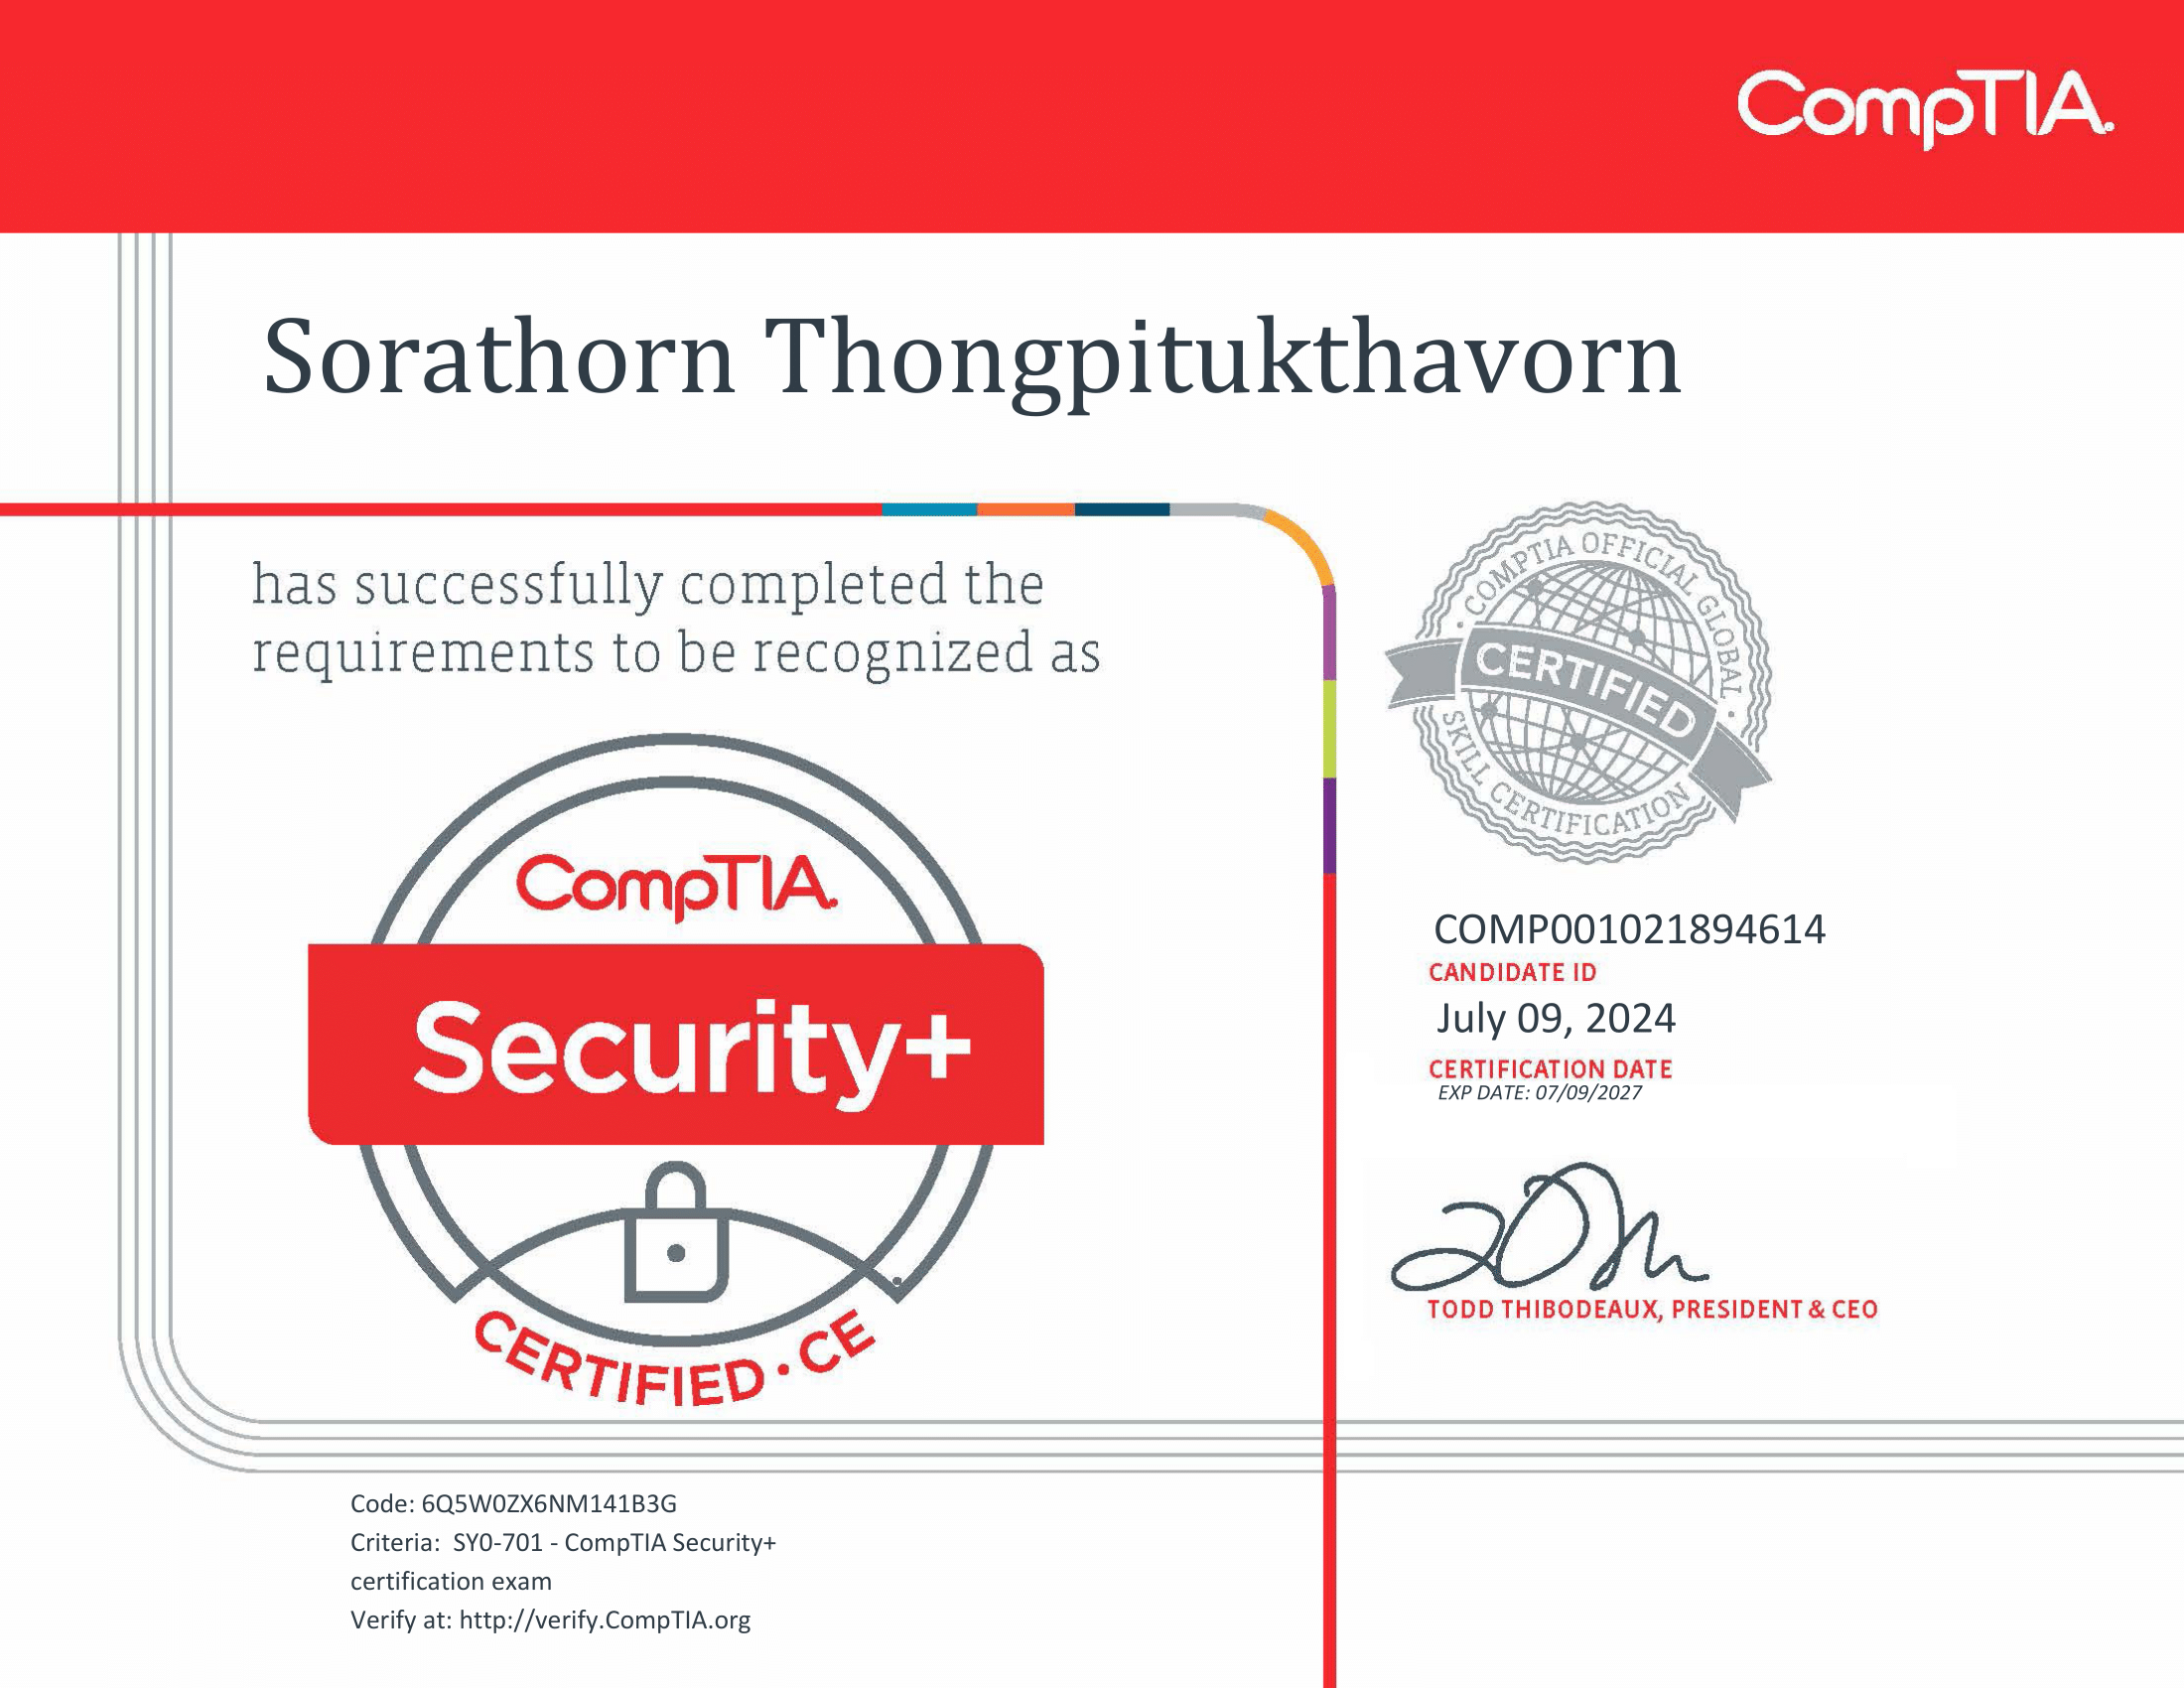 CompTIA.
Sorathorn Thongpitukthavorn
has successfully completed the
requirements to be recognized as
CompTIA.
Security+
CERTIFIED • CE
• COMPTIA OFFICIAL GLOBAL •
CERTIFIED
SKILL CERTIFICATION
COMP001021894614
CANDIDATE ID
July 09, 2024
CERTIFICATION DATE
EXP DATE: 07/09/2027
TODD THIBODEAUX, PRESIDENT & CEO
Code: 6Q5W0ZX6NM141B3G
Criteria: SY0-701 - CompTIA Security+
certification exam
Verify at: http://verify.CompTIA.org